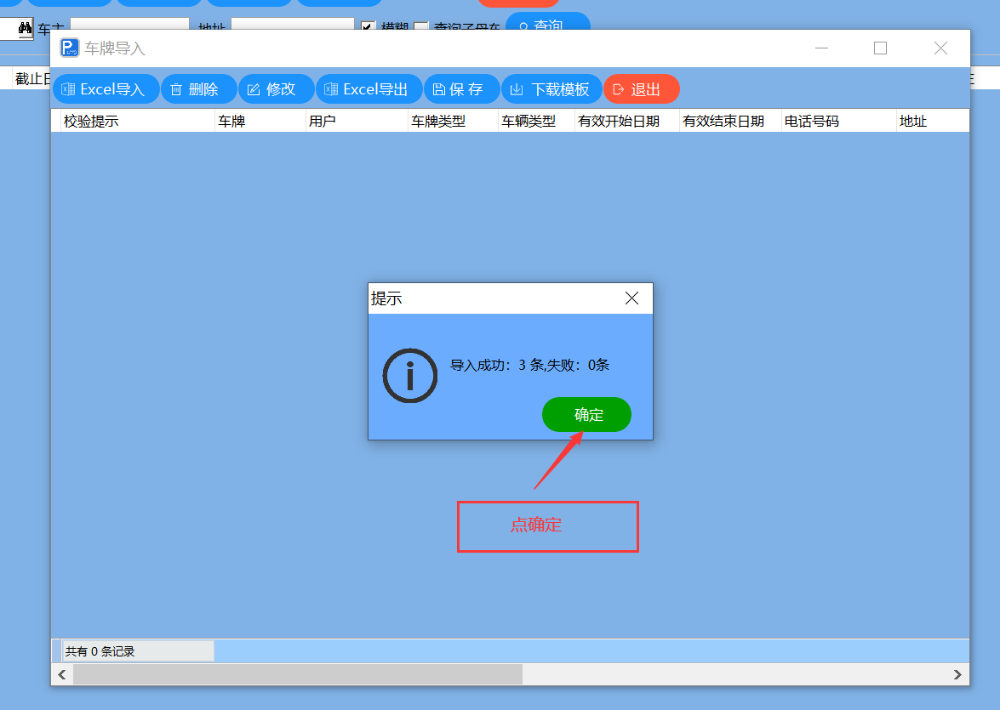 车主
地址
模糊
查询子母车
查询
车牌导入
截止日
Excel导入
删除
修改
Excel导出
保 存
下载模板
退出
校验提示 车牌 用户 车牌类型 车辆类型 有效开始日期 有效结束日期 电话号码 地址
提示
导入成功：3 条,失败：0条
确定
点确定
共有 0 条记录